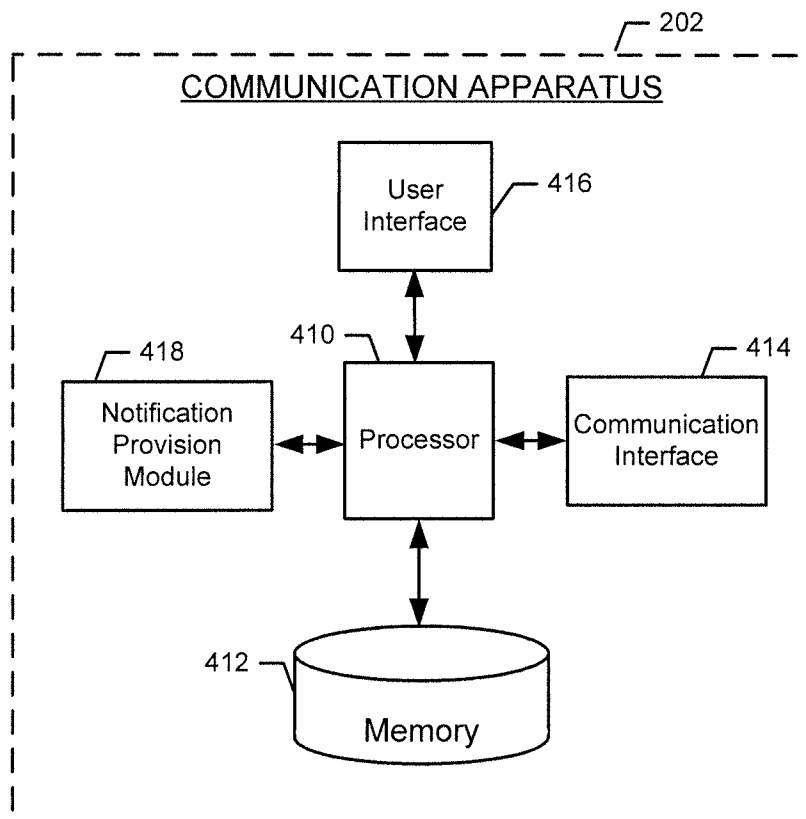 202
COMMUNICATION APPARATUS
User
Interface
416
410
418
414
Notification
Provision
Module
Processor
Communication
Interface
412
Memory